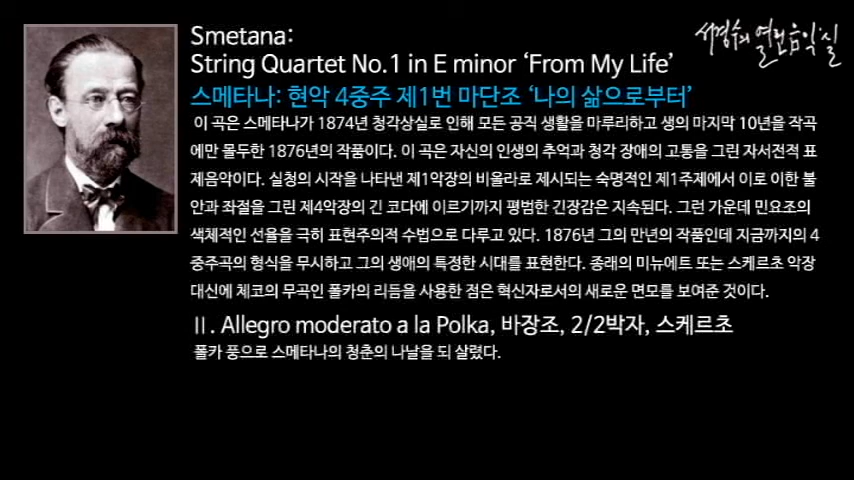 서경수의 열린음악실
Smetana:
String Quartet No.1 in E minor ‘From My Life’
스메타나: 현악 4중주 제1번 마단조 ‘나의 삶으로부터’
이 곡은 스메타나가 1874년 청각상실로 인해 모든 공직 생활을 마루리하고 생의 마지막 10년을 작곡
에만 몰두한 1876년의 작품이다. 이 곡은 자신의 인생의 추억과 청각 장애의 고통을 그린 자서전적 표
제음악이다. 실청의 시작을 나타낸 제1악장의 비올라로 제시되는 숙명적인 제1주제에서 이로 이한 불
안과 좌절을 그린 제4악장의 긴 코다에 이르기까지 평범한 긴장감은 지속된다. 그런 가운데 민요조의
색체적인 선율을 극히 표현주의적 수법으로 다루고 있다. 1876년 그의 만년의 작품인데 지금까지의 4
중주곡의 형식을 무시하고 그의 생애의 특정한 시대를 표현한다. 종래의 미뉴에트 또는 스케르초 악장
대신에 체코의 무곡인 폴카의 리듬을 사용한 점은 혁신자로서의 새로운 면모를 보여준 것이다.
Ⅱ. Allegro moderato a la Polka, 바장조, 2/2박자, 스케르초
폴카 풍으로 스메타나의 청춘의 나날을 되 살렸다.